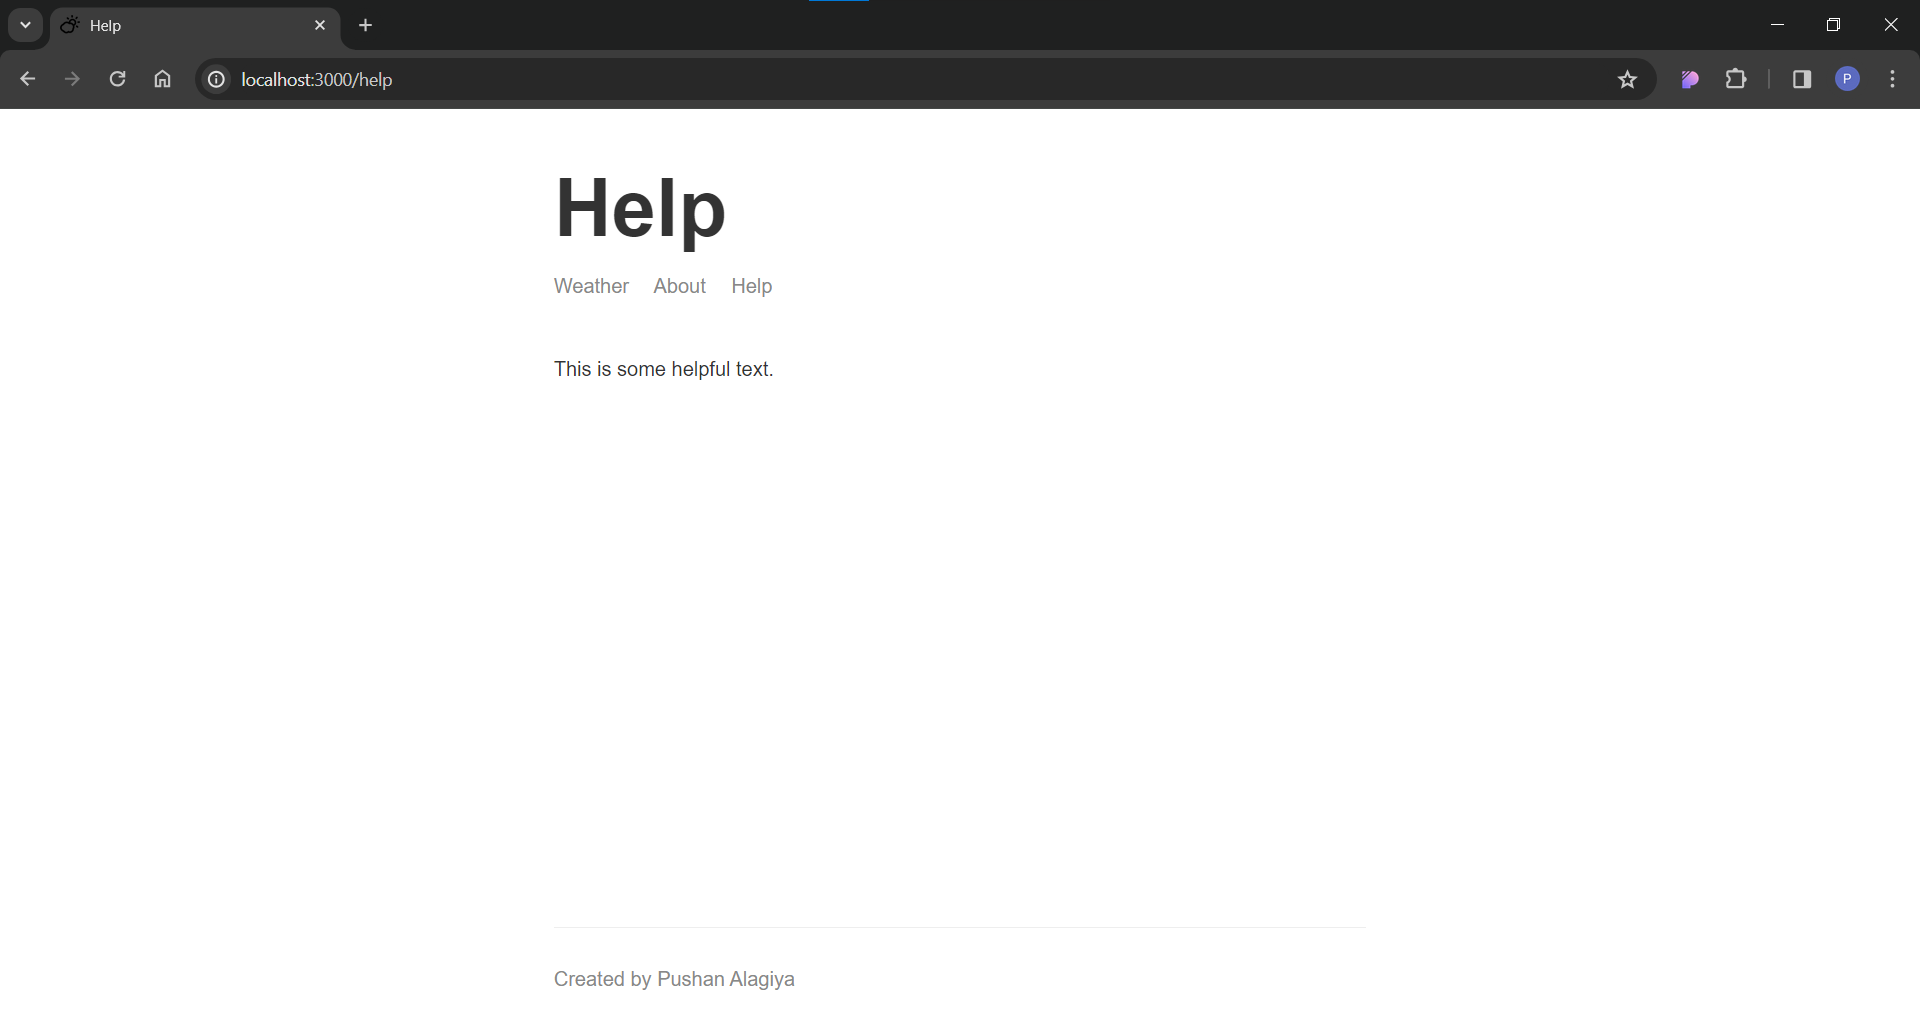 Help
localhost:3000/help
P
Help
Weather About Help
This is some helpful text.
Created by Pushan Alagiya